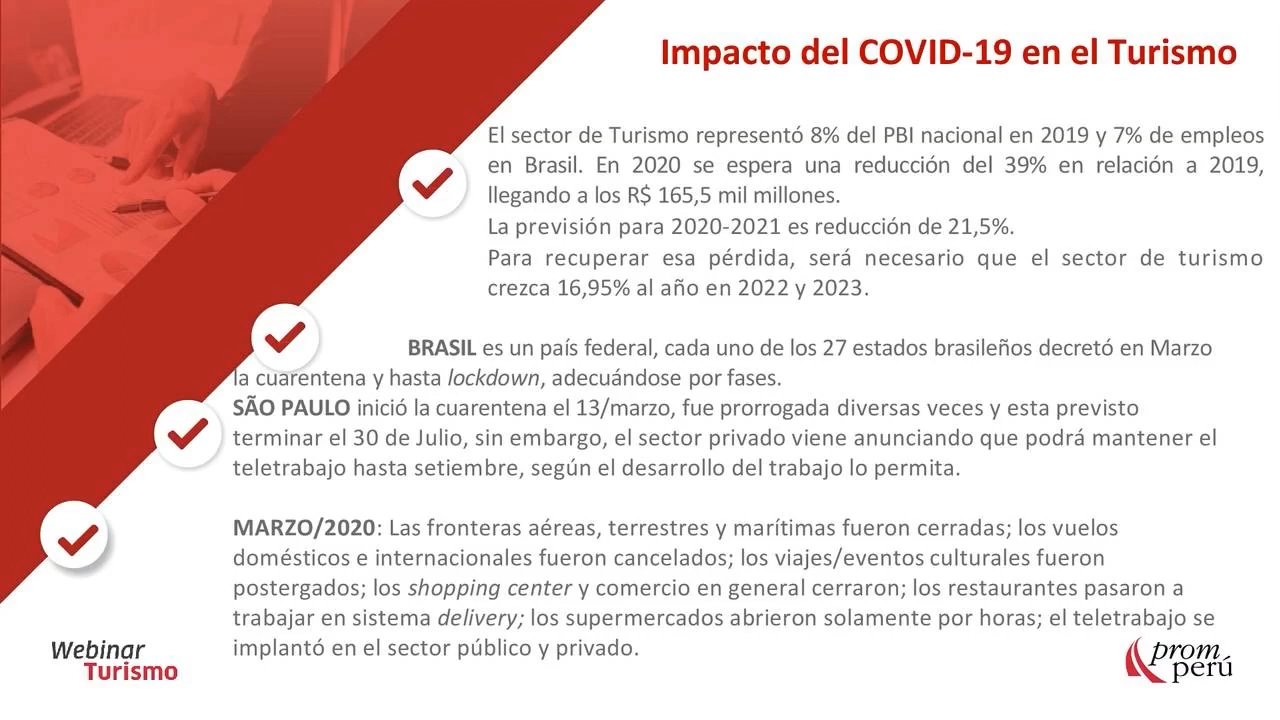 Impacto del COVID-19 en el Turismo
El sector de Turismo representó 8% del PBI nacional en 2019 y 7% de empleos
en Brasil. En 2020 se espera una reducción del 39% en relación a 2019,
llegando a los R$ 165,5 mil millones.
La previsión para 2020-2021 es reducción de 21,5%.
Para recuperar esa pérdida, será necesario que el sector de turismo
crezca 16,95% al año en 2022 y 2023.
BRASIL es un país federal, cada uno de los 27 estados brasileños decretó en Marzo
la cuarentena y hasta lockdown, adecuándose por fases.
SÃO PAULO inició la cuarentena el 13/marzo, fue prorrogada diversas veces y esta previsto
terminar el 30 de Julio, sin embargo, el sector privado viene anunciando que podrá mantener el
teletrabajo hasta setiembre, según el desarrollo del trabajo lo permita.
MARZO/2020: Las fronteras aéreas, terrestres y marítimas fueron cerradas; los vuelos
domésticos e internacionales fueron cancelados; los viajes/eventos culturales fueron
postergados; los shopping center y comercio en general cerraron; los restaurantes pasaron a
trabajar en sistema delivery; los supermercados abrieron solamente por horas; el teletrabajo se
implantó en el sector público y privado.
Webinar
Turismo
prom
perú